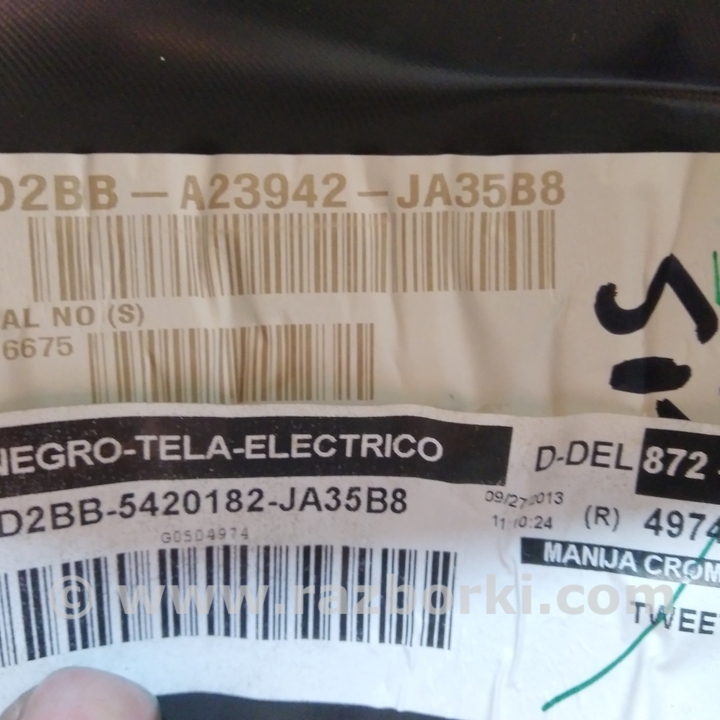 D2BB-A23942-JA35B8
AL NO (S)
6675
NEGRO-TELA-ELECTRICO
D-DEL 872
D2BB-5420182-JA35B8
09/27/2013
11:10:24
(R) 4974
G0504974
MANIJA CROM
TWEET
© www.razborki.com